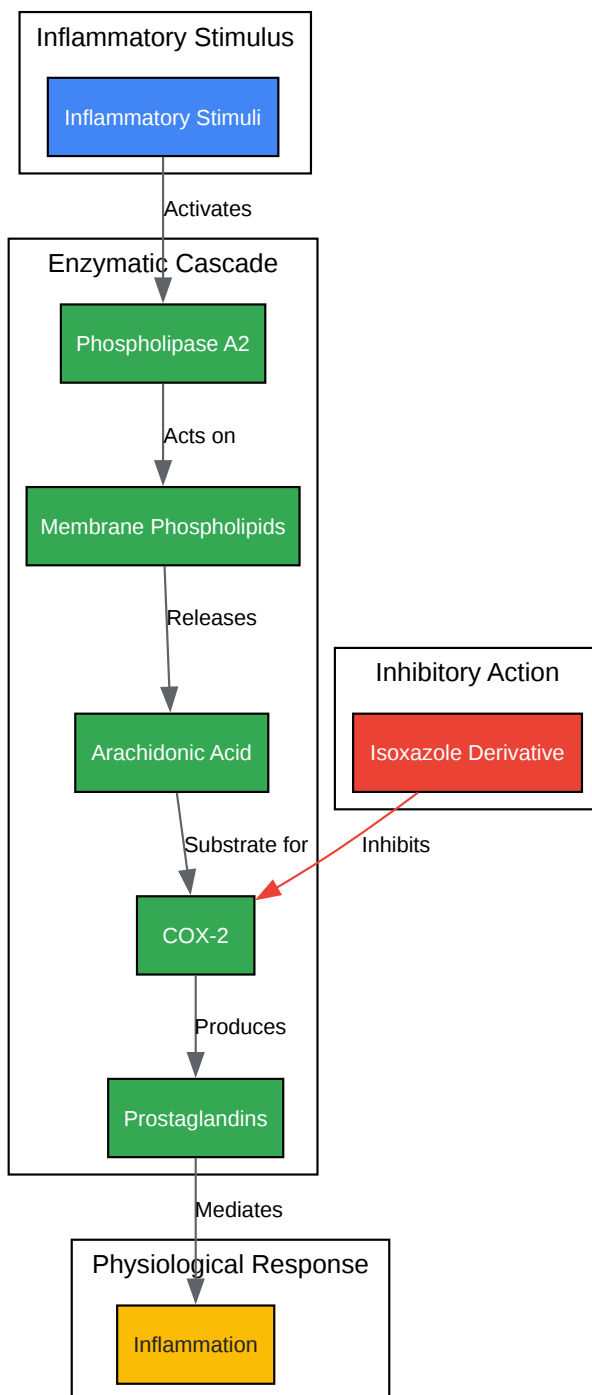 Inflammatory Stimulus
Inflammatory Stimuli
Activates
Enzymatic Cascade
Phospholipase A2
Acts on
Membrane Phospholipids
Releases
Inhibitory Action
Arachidonic Acid
Isoxazole Derivative
Substrate for
Inhibits
COX-2
Produces
Prostaglandins
Mediates
Physiological Response
Inflammation